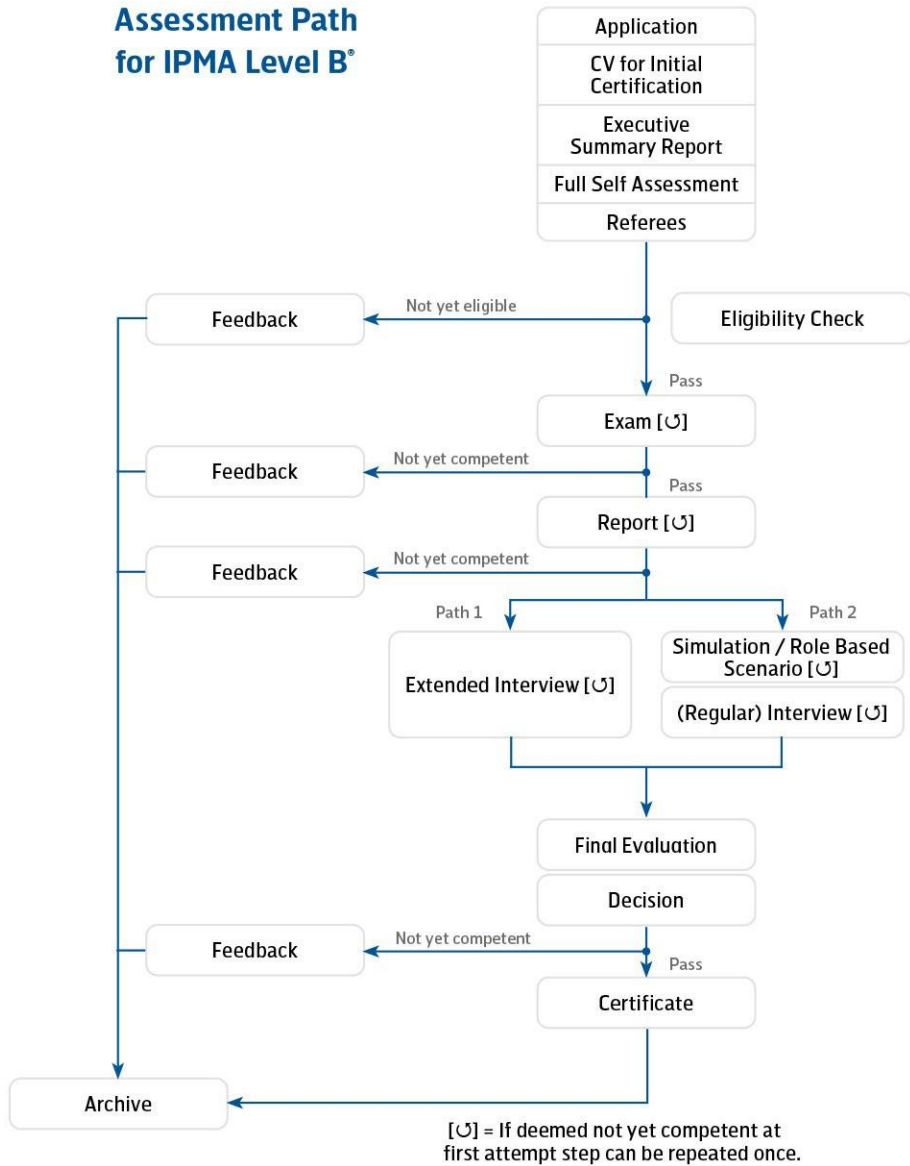 Assessment Path
for IPMA Level B®
Application
CV for Initial
Certification
Executive
Summary Report
Full Self Assessment
Referees
Feedback
Not yet eligible
Eligibility Check
Pass
Exam [↺]
Feedback
Not yet competent
Pass
Report [↺]
Feedback
Not yet competent
Path 1
Path 2
Extended Interview [↺]
Simulation / Role Based
Scenario [↺]
(Regular) Interview [↺]
Final Evaluation
Decision
Feedback
Not yet competent
Pass
Certificate
Archive
[↺] = If deemed not yet competent at
first attempt step can be repeated once.